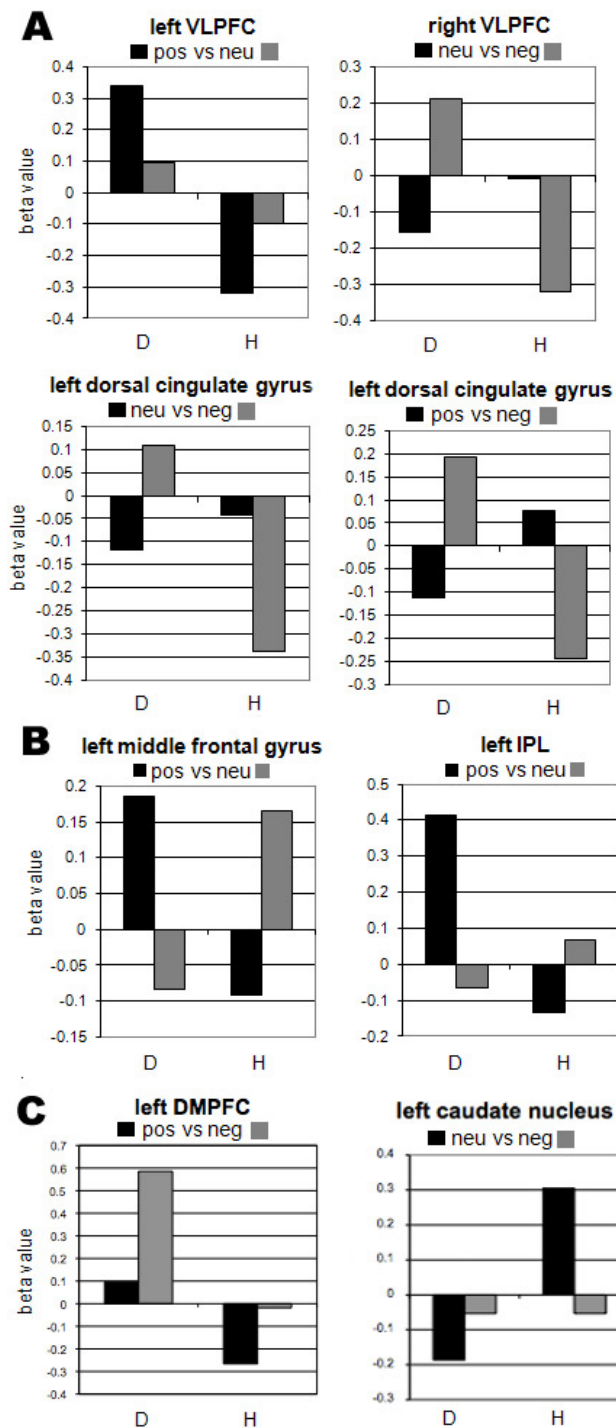 A
left VLPFC
pos vs neu
0.4
0.3
0.2
0.1
0
-0.1
-0.2
-0.3
-0.4
beta value
D H
right VLPFC
neu vs neg
0.3
0.2
0.1
0
-0.1
-0.2
-0.3
-0.4
D H
left dorsal cingulate gyrus
neu vs neg
0.15
0.1
0.05
0
-0.05
-0.1
-0.15
-0.2
-0.25
-0.3
-0.35
-0.4
beta value
D H
left dorsal cingulate gyrus
pos vs neg
0.25
0.2
0.15
0.1
0.05
0
-0.05
-0.1
-0.15
-0.2
-0.25
-0.3
D H
B
left middle frontal gyrus
pos vs neu
0.2
0.15
0.1
0.05
0
-0.05
-0.1
-0.15
beta value
D H
left IPL
pos vs neu
0.5
0.4
0.3
0.2
0.1
0
-0.1
-0.2
D H
C
left DMPFC
pos vs neg
0.7
0.6
0.5
0.4
0.3
0.2
0.1
0
-0.1
-0.2
-0.3
-0.4
beta value
D H
left caudate nucleus
neu vs neg
0.4
0.3
0.2
0.1
0
-0.1
-0.2
-0.3
D H